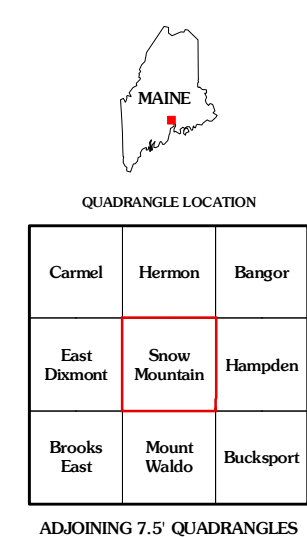 MAINE
QUADRANGLE LOCATION
Carmel Hermon Bangor
East Dixmont Snow Mountain Hampden
Brooks East Mount Waldo Bucksport
ADJOINING 7.5' QUADRANGLES